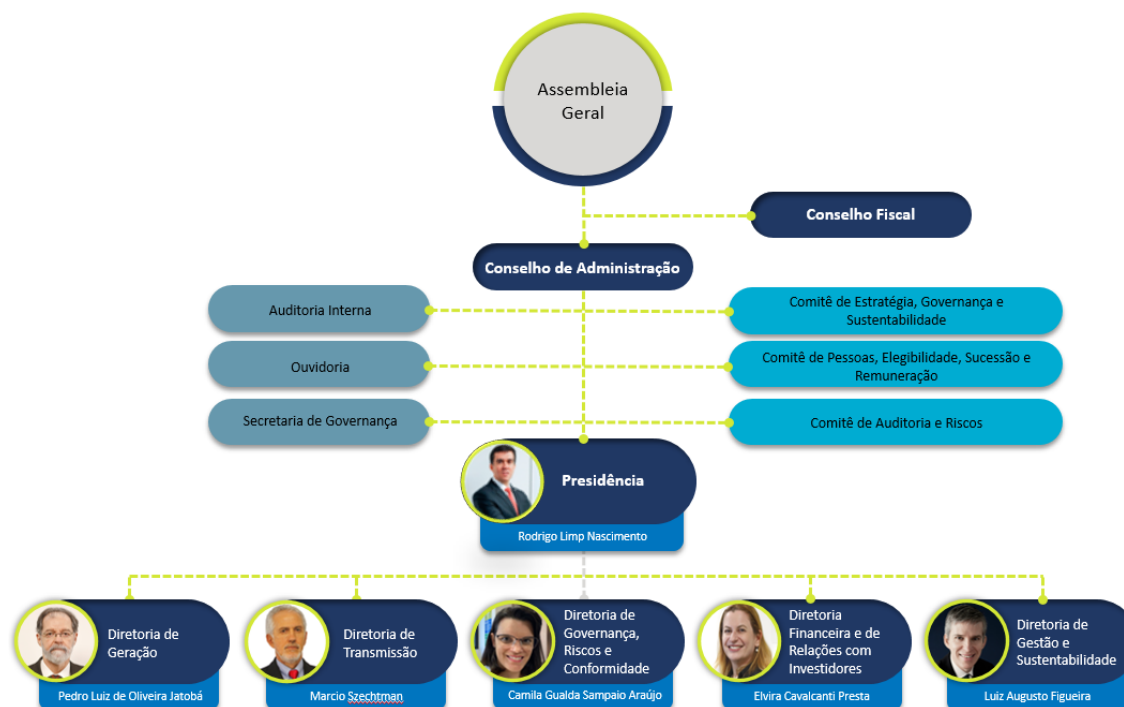 Assembleia
Geral
Conselho Fiscal
Conselho de Administração
Auditoria Interna
Comitê de Estratégia, Governança e
Sustentabilidade
Ouvidoria
Comitê de Pessoas, Elegibilidade, Sucessão e
Remuneração
Secretaria de Governança
Comitê de Auditoria e Riscos
Presidência
Rodrigo Limp Nascimento
Diretoria de
Geração
Pedro Luiz de Oliveira Jatobá
Diretoria de
Transmissão
Marcio Szechtman
Diretoria de
Governança,
Riscos e
Conformidade
Camila Gualda Sampaio Araújo
Diretoria
Financeira e de
Relações com
Investidores
Elvira Cavalcanti Presta
Diretoria de
Gestão e
Sustentabilidade
Luiz Augusto Figueira